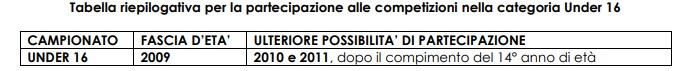 Tabella riepilogativa per la partecipazione alle competizioni nella categoria Under 16
CAMPIONATO FASCIA D'ETA' ULTERIORE POSSIBILITA' DI PARTECIPAZIONE
UNDER 16 2009 2010 e 2011, dopo il compimento del 14° anno di età